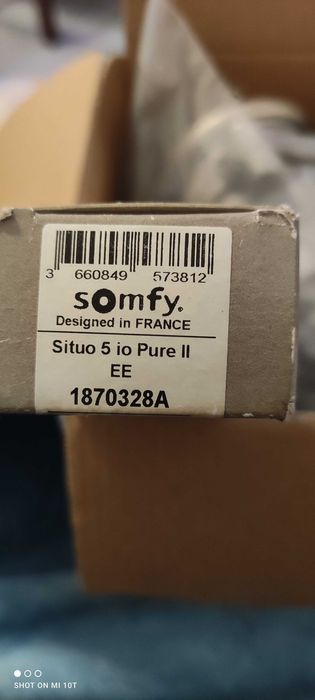 3 660849 573812
somfy.
Designed in FRANCE
Situo 5 io Pure II
EE
1870328A
SHOT ON MI 10T